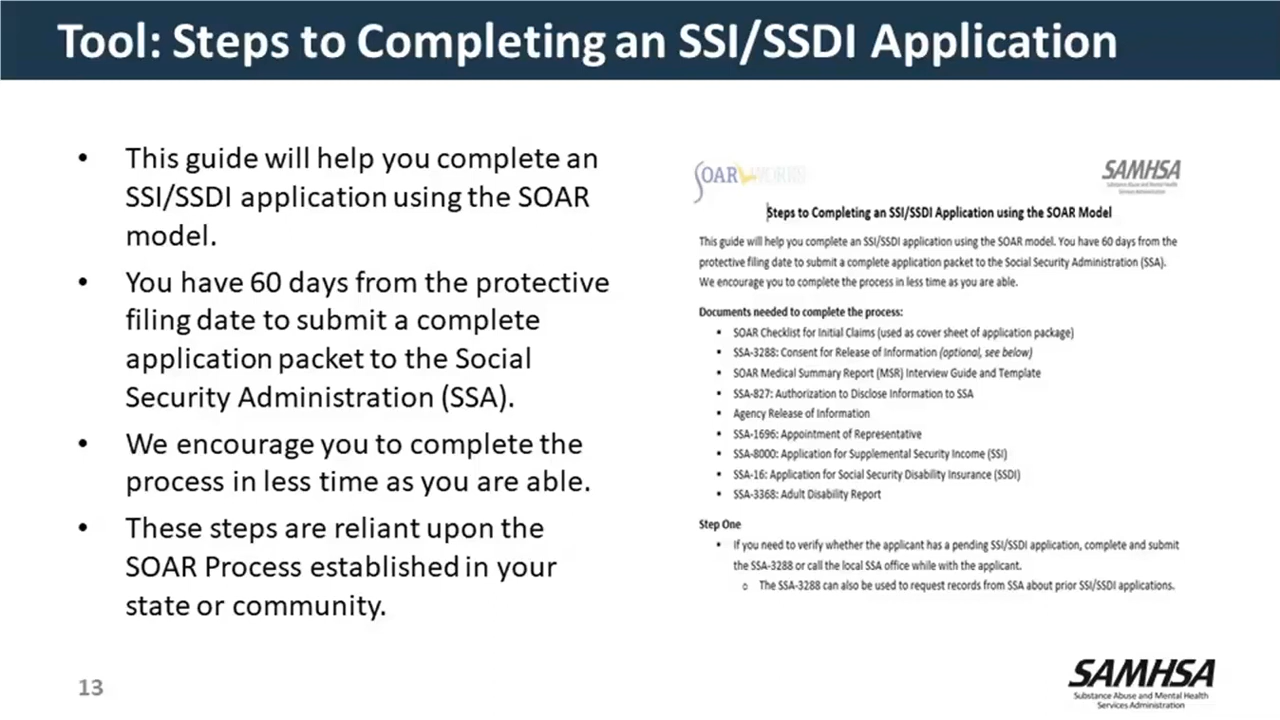 Tool: Steps to Completing an SSI/SSDI Application
• This guide will help you complete an
SSI/SSDI application using the SOAR
model.
• You have 60 days from the protective
filing date to submit a complete
application packet to the Social
Security Administration (SSA).
• We encourage you to complete the
process in less time as you are able.
• These steps are reliant upon the
SOAR Process established in your
state or community.
SOAR WORKS
SAMHSA
Substance Abuse and Mental Health
Services Administration
Steps to Completing an SSI/SSDI Application using the SOAR Model
This guide will help you complete an SSI/SSDI application using the SOAR model. You have 60 days from the
protective filing date to submit a complete application packet to the Social Security Administration (SSA).
We encourage you to complete the process in less time as you are able.
Documents needed to complete the process:
• SOAR Checklist for Initial Claims (used as cover sheet of application package)
• SSA-3288: Consent for Release of Information (optional, see below)
• SOAR Medical Summary Report (MSR) Interview Guide and Template
• SSA-827: Authorization to Disclose Information to SSA
• Agency Release of Information
• SSA-1696: Appointment of Representative
• SSA-8000: Application for Supplemental Security Income (SSI)
• SSA-16: Application for Social Security Disability Insurance (SSDI)
• SSA-3368: Adult Disability Report
Step One
• If you need to verify whether the applicant has a pending SSI/SSDI application, complete and submit
the SSA-3288 or call the local SSA office while with the applicant.
o The SSA-3288 can also be used to request records from SSA about prior SSI/SSDI applications.
13
SAMHSA
Substance Abuse and Mental Health
Services Administration